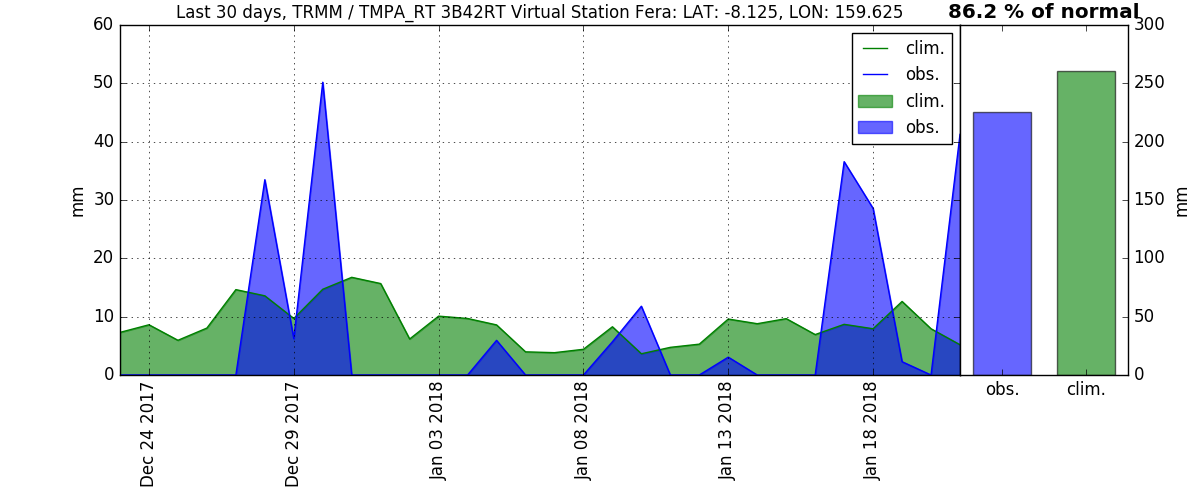 Last 30 days, TRMM / TMPA_RT 3B42RT Virtual Station Fera: LAT: -8.125, LON: 159.625
86.2 % of normal
clim.
obs.
clim.
obs.
60
50
40
30
20
10
0
mm
Dec 24 2017
Dec 29 2017
Jan 03 2018
Jan 08 2018
Jan 13 2018
Jan 18 2018
300
250
200
150
100
50
0
mm
obs.
clim.